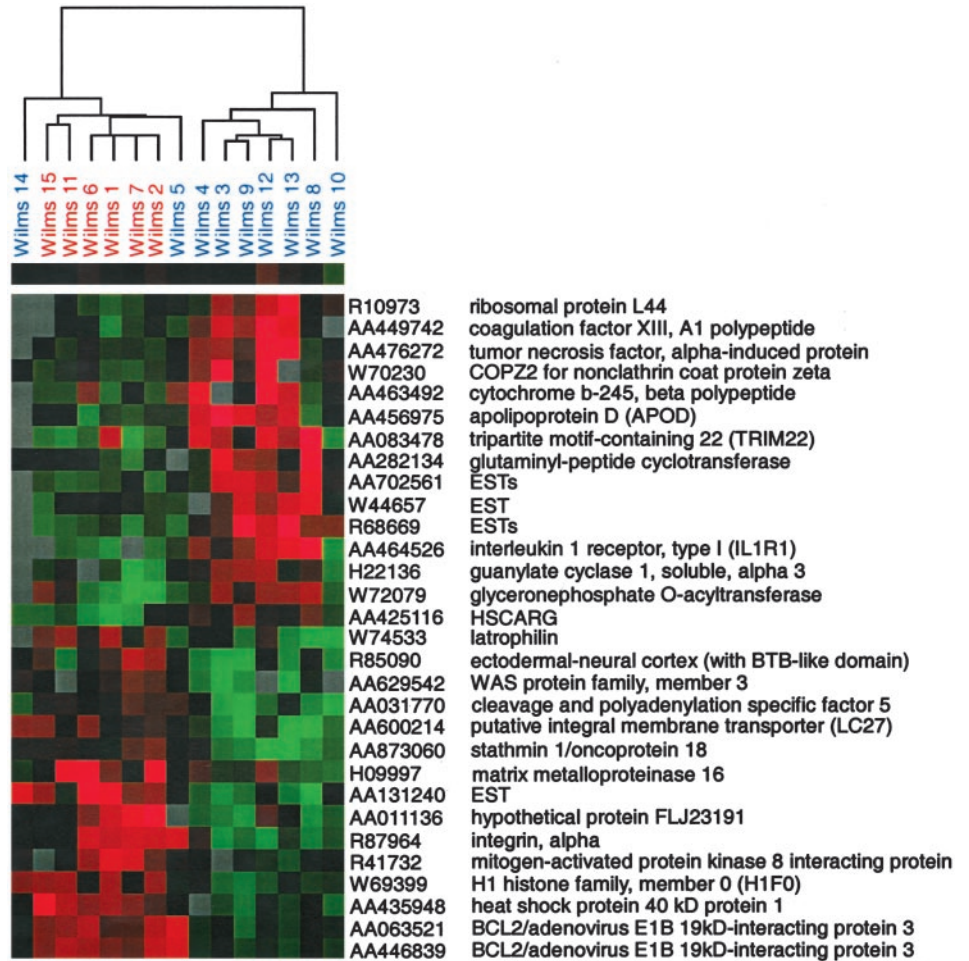 Wilms 14
Wilms 15
Wilms 11
Wilms 6
Wilms 1
Wilms 7
Wilms 2
Wilms 5
Wilms 4
Wilms 3
Wilms 9
Wilms 12
Wilms 13
Wilms 8
Wilms 10
R10973 ribosomal protein L44
AA449742 coagulation factor XIII, A1 polypeptide
AA476272 tumor necrosis factor, alpha-induced protein
W70230 COPZ2 for nonclathrin coat protein zeta
AA463492 cytochrome b-245, beta polypeptide
AA456975 apolipoprotein D (APOD)
AA083478 tripartite motif-containing 22 (TRIM22)
AA282134 glutaminyl-peptide cyclotransferase
AA702561 ESTs
W44657 EST
R68669 ESTs
AA464526 interleukin 1 receptor, type I (IL1R1)
H22136 guanylate cyclase 1, soluble, alpha 3
W72079 glyceronephosphate O-acyltransferase
AA425116 HSCARG
W74533 latrophilin
R85090 ectodermal-neural cortex (with BTB-like domain)
AA629542 WAS protein family, member 3
AA031770 cleavage and polyadenylation specific factor 5
AA600214 putative integral membrane transporter (LC27)
AA873060 stathmin 1/oncoprotein 18
H09997 matrix metalloproteinase 16
AA131240 EST
AA011136 hypothetical protein FLJ23191
R87964 integrin, alpha
R41732 mitogen-activated protein kinase 8 interacting protein
W69399 H1 histone family, member 0 (H1F0)
AA435948 heat shock protein 40 kD protein 1
AA063521 BCL2/adenovirus E1B 19kD-interacting protein 3
AA446839 BCL2/adenovirus E1B 19kD-interacting protein 3